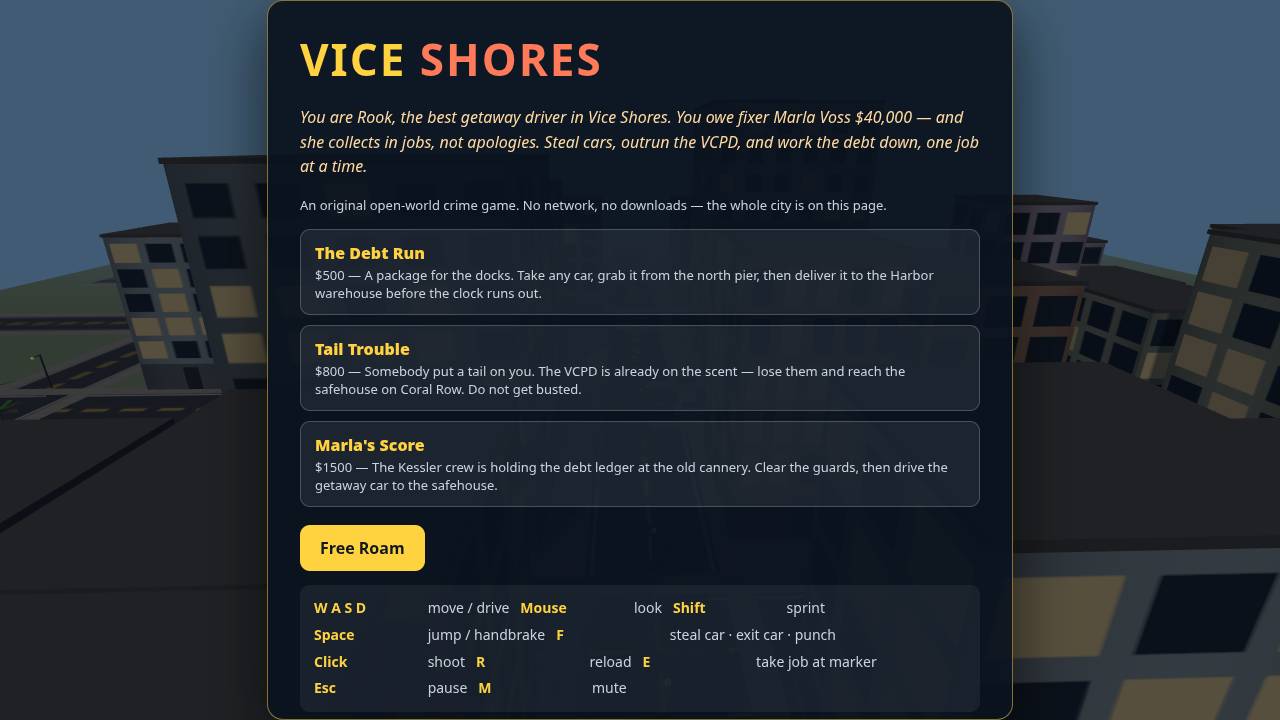 VICE SHORES
You are Rook, the best getaway driver in Vice Shores. You owe fixer Marla Voss $40,000 — and
she collects in jobs, not apologies. Steal cars, outrun the VCPD, and work the debt down, one job
at a time.
An original open-world crime game. No network, no downloads — the whole city is on this page.
The Debt Run
$500 — A package for the docks. Take any car, grab it from the north pier, then deliver it to the Harbor
warehouse before the clock runs out.
Tail Trouble
$800 — Somebody put a tail on you. The VCPD is already on the scent — lose them and reach the
safehouse on Coral Row. Do not get busted.
Marla's Score
$1500 — The Kessler crew is holding the debt ledger at the old cannery. Clear the guards, then drive the
getaway car to the safehouse.
Free Roam
W A S D move / drive Mouse look Shift sprint
Space jump / handbrake F steal car · exit car · punch
Click shoot R reload E take job at marker
Esc pause M mute